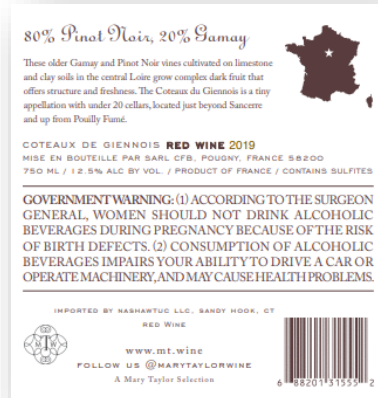 80% Pinot Noir, 20% Gamay
These older Gamay and Pinot Noir vines cultivated on limestone
and clay soils in the central Loire grow complex dark fruit that
offers structure and freshness. The Coteaux du Giennois is a tiny
appellation with under 20 cellars, located just beyond Sancerre
and up from Pouilly Fumé.
COTEAUX DE GIENNOIS RED WINE 2019
MISE EN BOUTEILLE PAR SARL CFB, POUGNY, FRANCE 58200
750 ML / 12.5% ALC BY VOL. / PRODUCT OF FRANCE / CONTAINS SULFITES
GOVERNMENT WARNING: (1) ACCORDING TO THE SURGEON
GENERAL, WOMEN SHOULD NOT DRINK ALCOHOLIC
BEVERAGES DURING PREGNANCY BECAUSE OF THE RISK
OF BIRTH DEFECTS. (2) CONSUMPTION OF ALCOHOLIC
BEVERAGES IMPAIRS YOUR ABILITY TO DRIVE A CAR OR
OPERATE MACHINERY, AND MAY CAUSE HEALTH PROBLEMS.
IMPORTED BY NASHAWTUC LLC, SANDY HOOK, CT
RED WINE
www.mt.wine
FOLLOW US @MARYTAYLORWINE
A Mary Taylor Selection
6 88201 31555 2